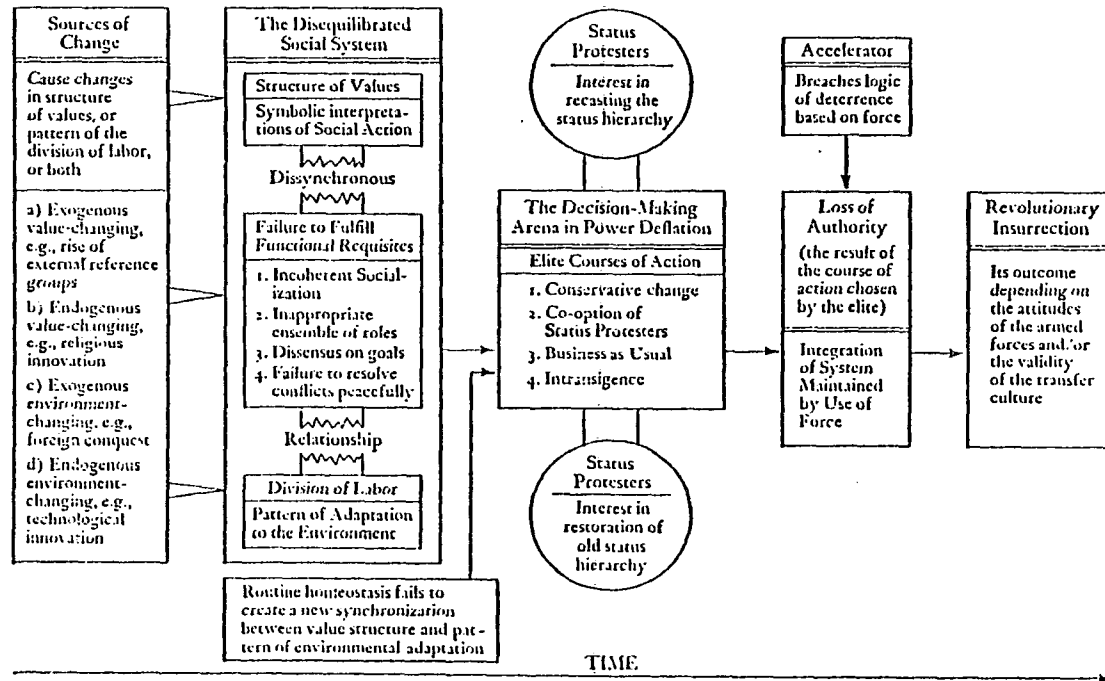 Sources of
Change
Cause changes
in structure
of values, or
pattern of the
division of labor,
or both
a) Exogenous
value-changing,
e.g., rise of
external reference
groups
b) Endogenous
value-changing,
e.g., religious
innovation
c) Exogenous
environment-
changing, e.g.,
foreign conquest
d) Endogenous
environment-
changing, e.g.,
technological
innovation
The Disequilibrated
Social System
Structure of Values
Symbolic interpreta-
tions of Social Action
Dissynchronous
Failure to Fulfill
Functional Requisites
1. Incoherent Social-
ization
2. Inappropriate
ensemble of roles
3. Dissensus on goals
4. Failure to resolve
conflicts peacefully
Relationship
Division of Labor
Pattern of Adaptation
to the Environment
Routine homeostasis fails to
create a new synchronization
between value structure and pat-
tern of environmental adaptation
Status
Protesters
Interest in
recasting the
status hierarchy
The Decision-Making
Arena in Power Deflation
Elite Courses of Action
1. Conservative change
2. Co-option of
Status Protesters
3. Business as Usual
4. Intransigence
Status
Protesters
Interest in
restoration of
old status
hierarchy
Accelerator
Breaches logic
of deterrence
based on force
Loss of
Authority
(the result of
the course of
action chosen
by the elite)
Integration
of System
Maintained
by Use of
Force
Revolutionary
Insurrection
Its outcome
depending on
the attitudes
of the armed
forces and/or
the validity
of the transfer
culture
TIME